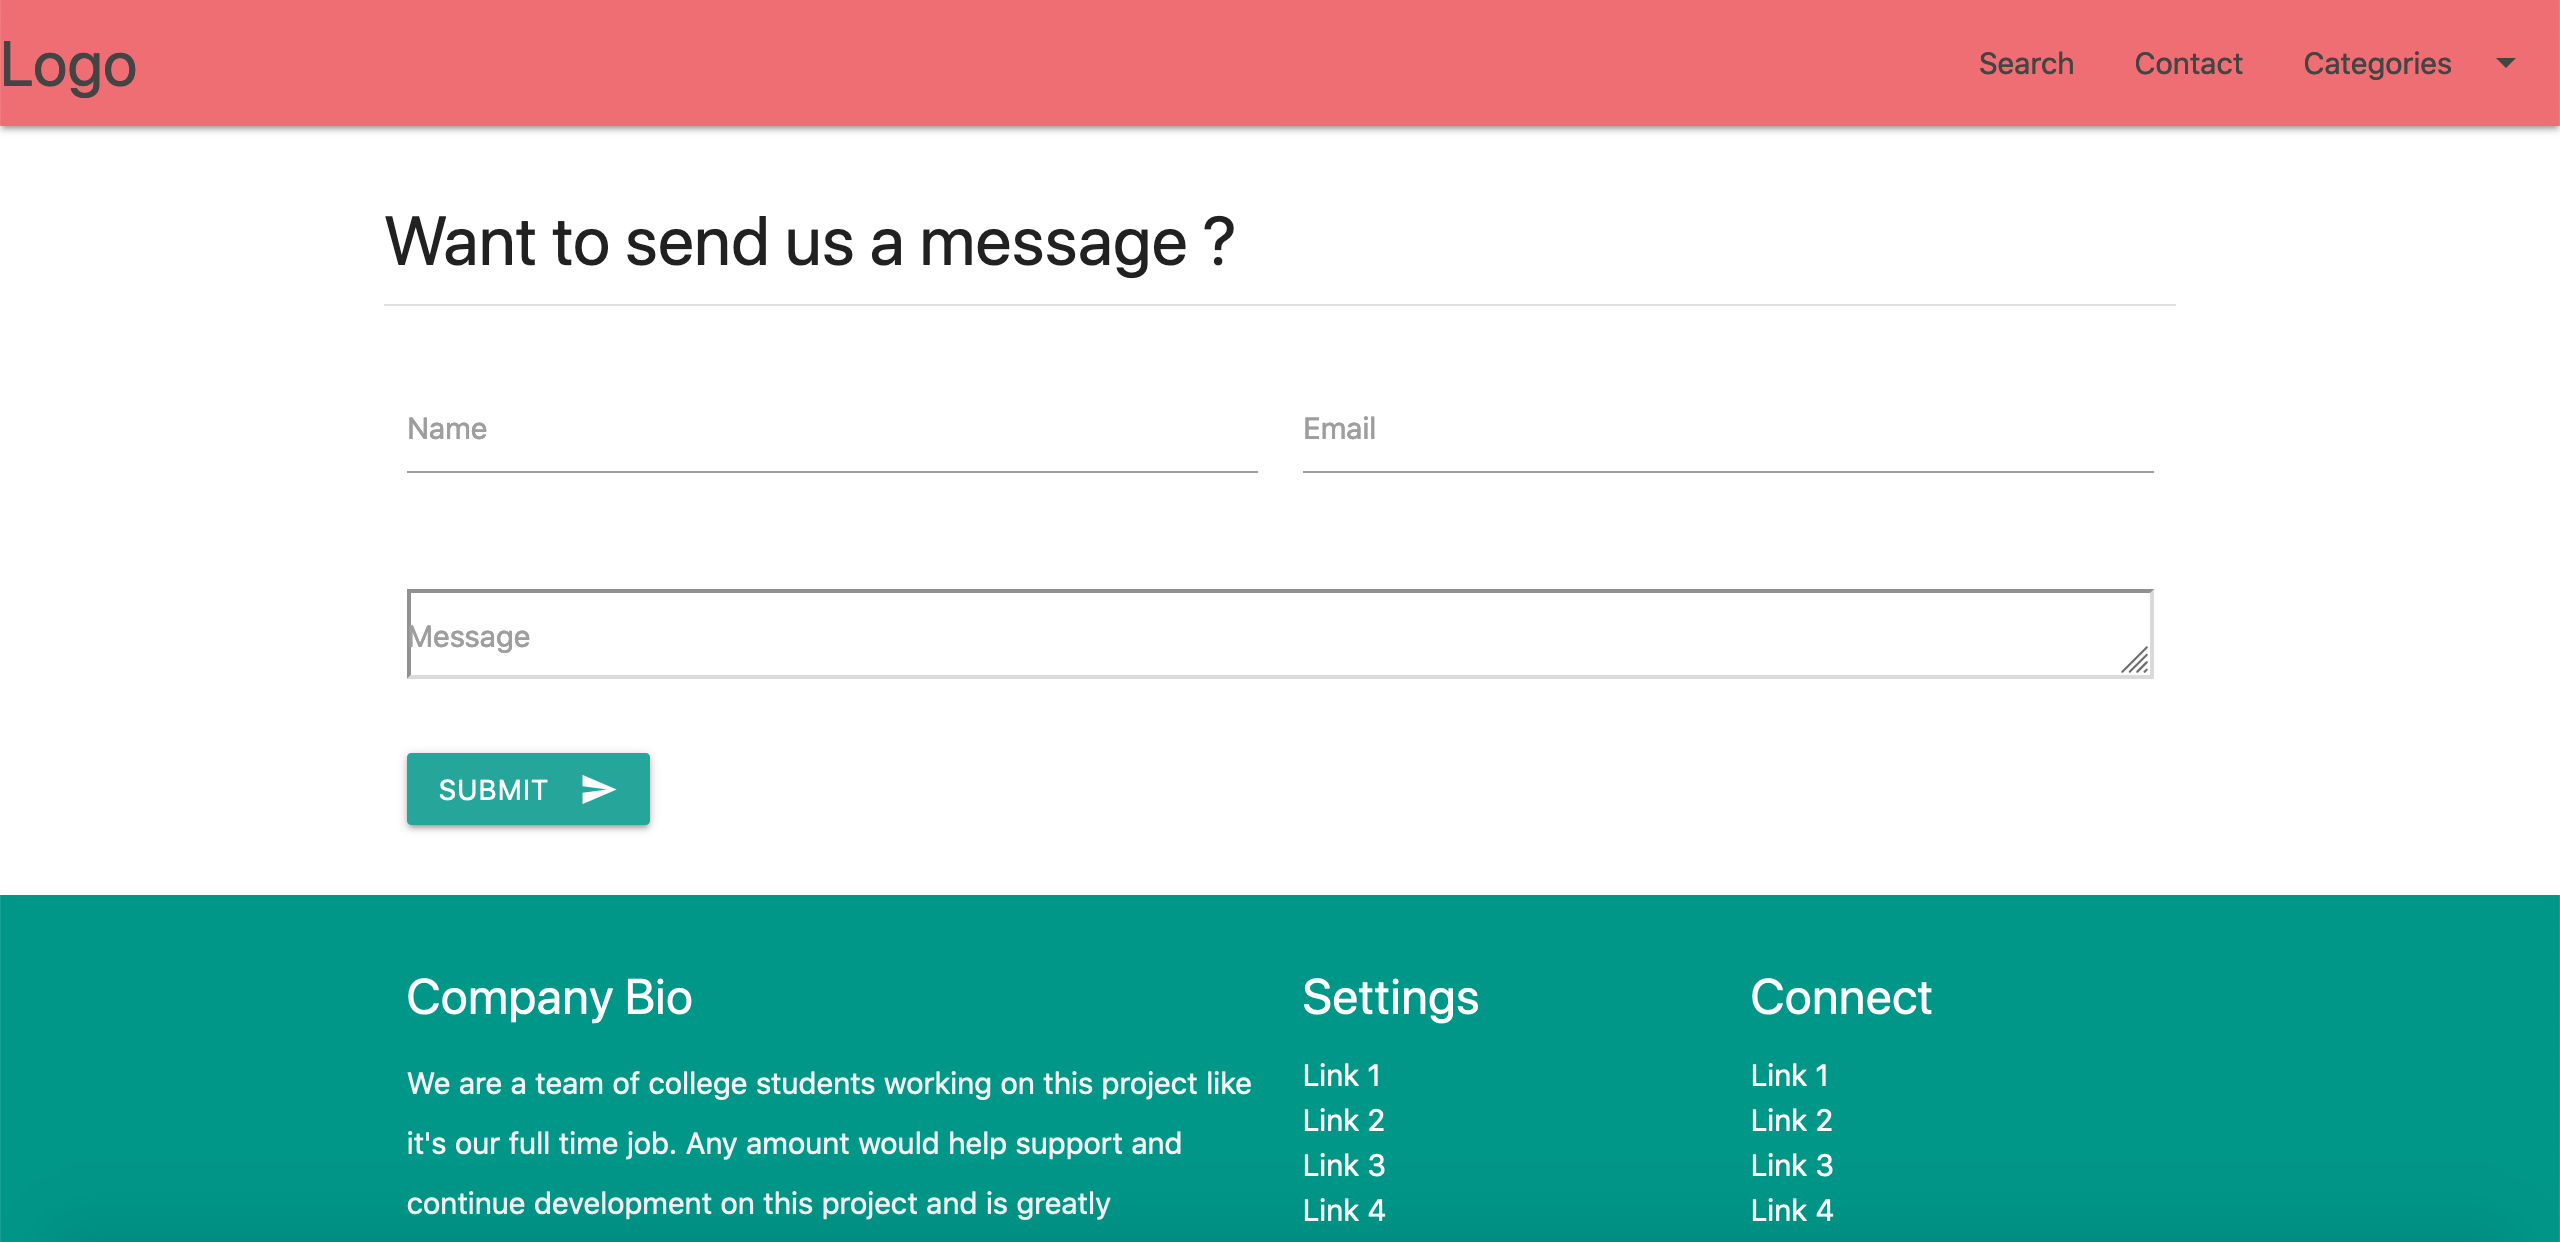 Logo
Search Contact Categories
Want to send us a message ?
Name Email
Message
SUBMIT
Company Bio
We are a team of college students working on this project like
it's our full time job. Any amount would help support and
continue development on this project and is greatly
Settings
Link 1
Link 2
Link 3
Link 4
Connect
Link 1
Link 2
Link 3
Link 4